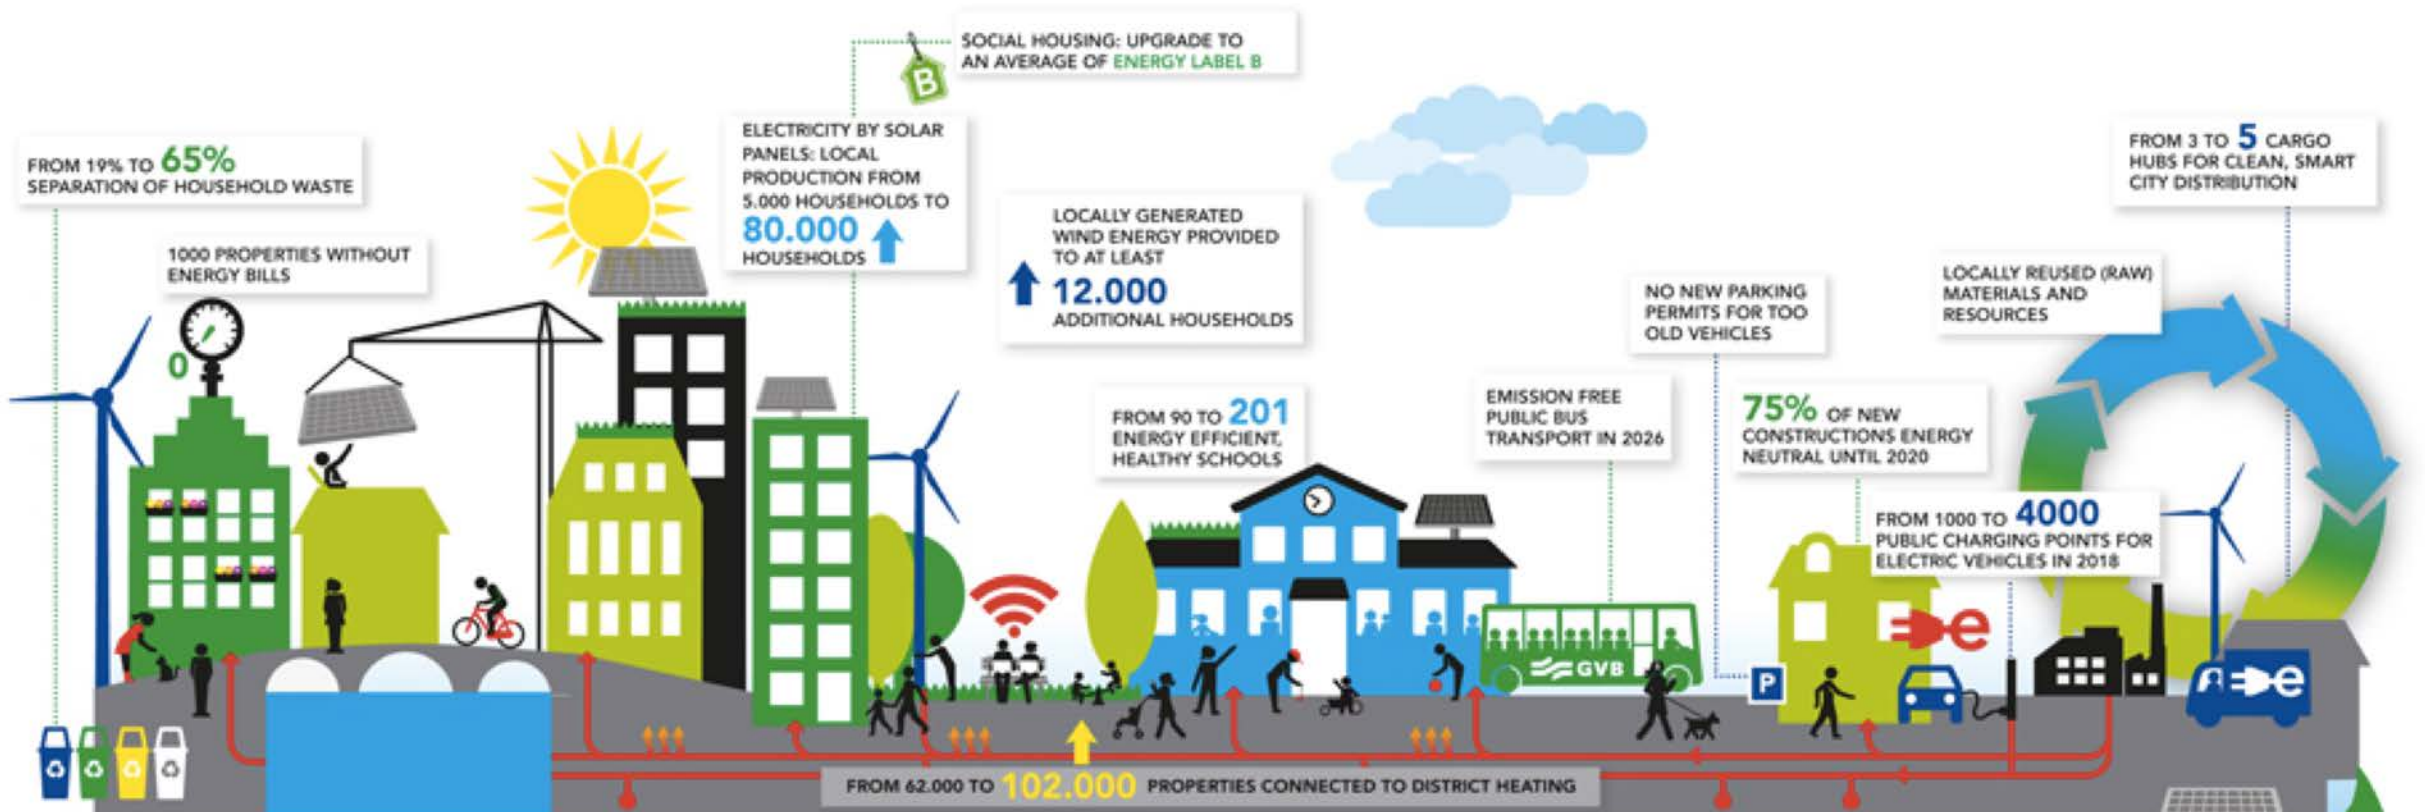 SOCIAL HOUSING: UPGRADE TO
AN AVERAGE OF ENERGY LABEL B
B
FROM 19% TO 65%
SEPARATION OF HOUSEHOLD WASTE
1000 PROPERTIES WITHOUT
ENERGY BILLS
0
ELECTRICITY BY SOLAR
PANELS: LOCAL
PRODUCTION FROM
5.000 HOUSEHOLDS TO
80.000
HOUSEHOLDS
LOCALLY GENERATED
WIND ENERGY PROVIDED
TO AT LEAST
12.000
ADDITIONAL HOUSEHOLDS
FROM 90 TO 201
ENERGY EFFICIENT,
HEALTHY SCHOOLS
EMISSION FREE
PUBLIC BUS
TRANSPORT IN 2026
GVB
NO NEW PARKING
PERMITS FOR TOO
OLD VEHICLES
P
75% OF NEW
CONSTRUCTIONS ENERGY
NEUTRAL UNTIL 2020
FROM 1000 TO 4000
PUBLIC CHARGING POINTS FOR
ELECTRIC VEHICLES IN 2018
e
LOCALLY REUSED (RAW)
MATERIALS AND
RESOURCES
FROM 3 TO 5 CARGO
HUBS FOR CLEAN, SMART
CITY DISTRIBUTION
e
FROM 62.000 TO 102.000 PROPERTIES CONNECTED TO DISTRICT HEATING